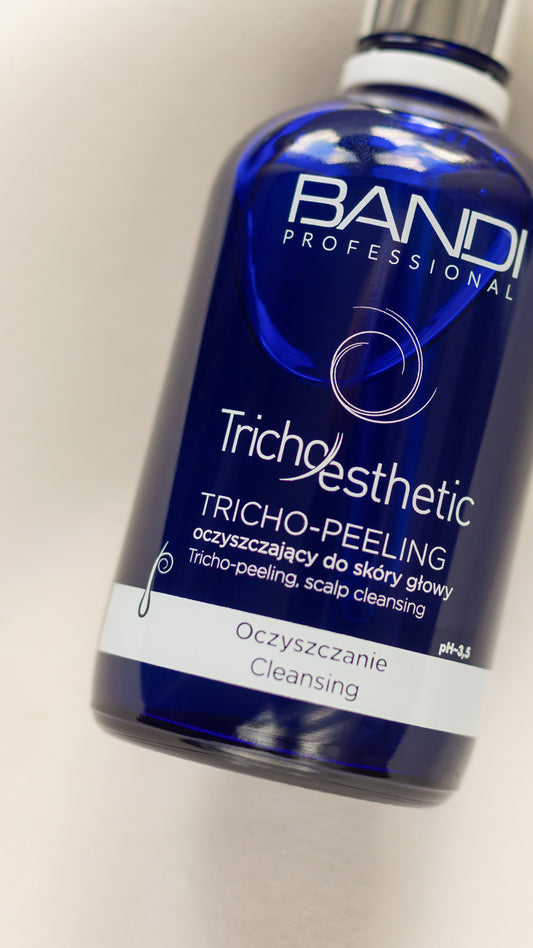 BANDI
PROFESSIONAL
Trichoesthetic
TRICHO-PEELING
oczyszczający do skóry głowy
Tricho-peeling, scalp cleansing
pH~3,5
Oczyszczanie
Cleansing